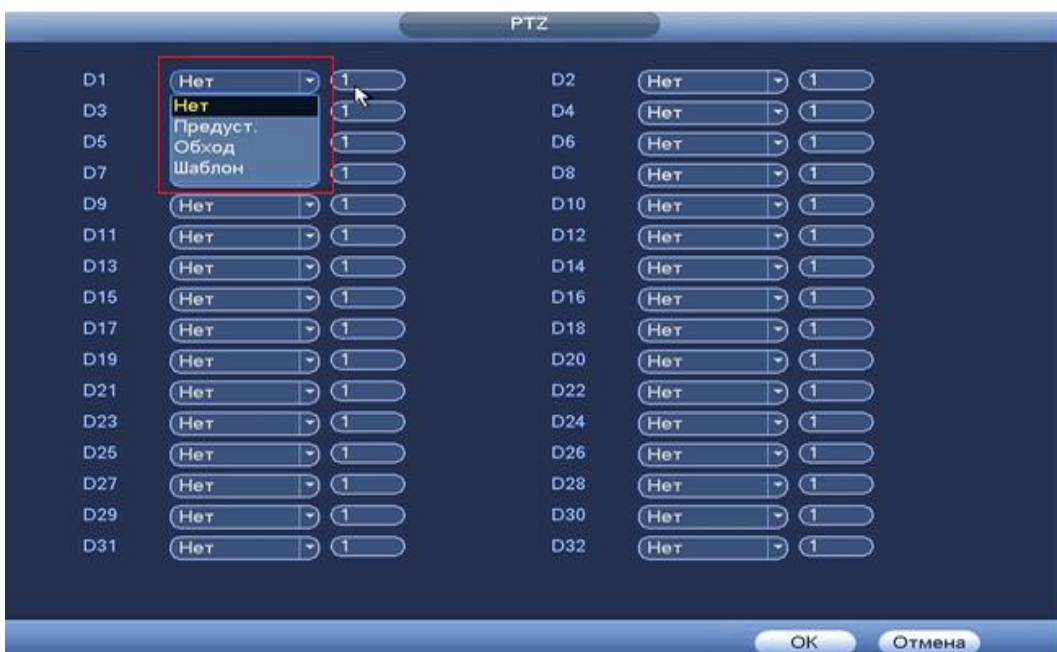 PTZ
D1 Нет 1 D2 Нет 1
Нет
D3 1 D4 Нет 1
Предуст.
D5 Обход 1 D6 Нет 1
D7 Шаблон 1 D8 Нет 1
D9 Нет 1 D10 Нет 1
D11 Нет 1 D12 Нет 1
D13 Нет 1 D14 Нет 1
D15 Нет 1 D16 Нет 1
D17 Нет 1 D18 Нет 1
D19 Нет 1 D20 Нет 1
D21 Нет 1 D22 Нет 1
D23 Нет 1 D24 Нет 1
D25 Нет 1 D26 Нет 1
D27 Нет 1 D28 Нет 1
D29 Нет 1 D30 Нет 1
D31 Нет 1 D32 Нет 1
OK Отмена